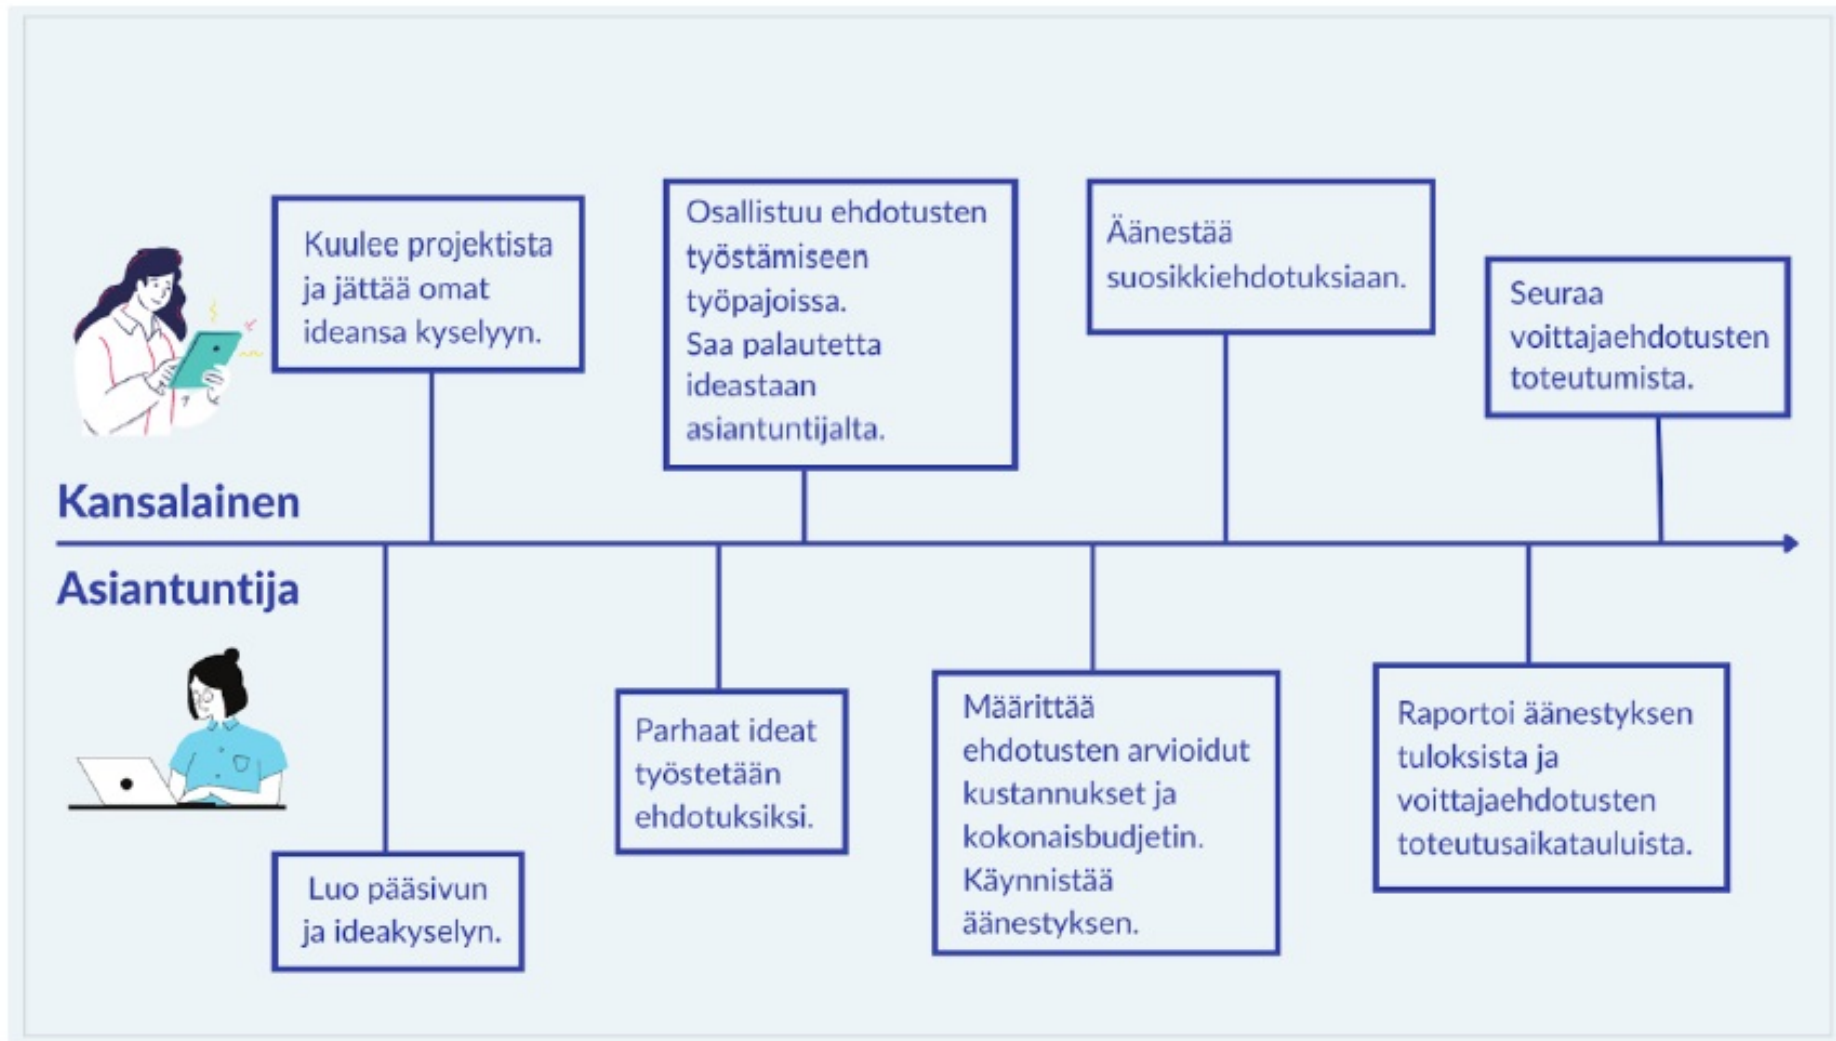 Kuulee projektista
ja jättää omat
ideansa kyselyyn.
Osallistuu ehdotusten
työstämiseen
työpajoissa.
Saa palautetta
ideastaan
asiantuntijalta.
Äänestää
suosikkiehdotuksiaan.
Seuraa
voittajaehdotusten
toteutumista.
Kansalainen
Asiantuntija
Luo pääsivun
ja ideakyselyn.
Parhaat ideat
työstetään
ehdotuksiksi.
Määrittää
ehdotusten arvioidut
kustannukset ja
kokonaisbudjetin.
Käynnistää
äänestyksen.
Raportoi äänestyksen
tuloksista ja
voittajaehdotusten
toteutusaikatauluista.